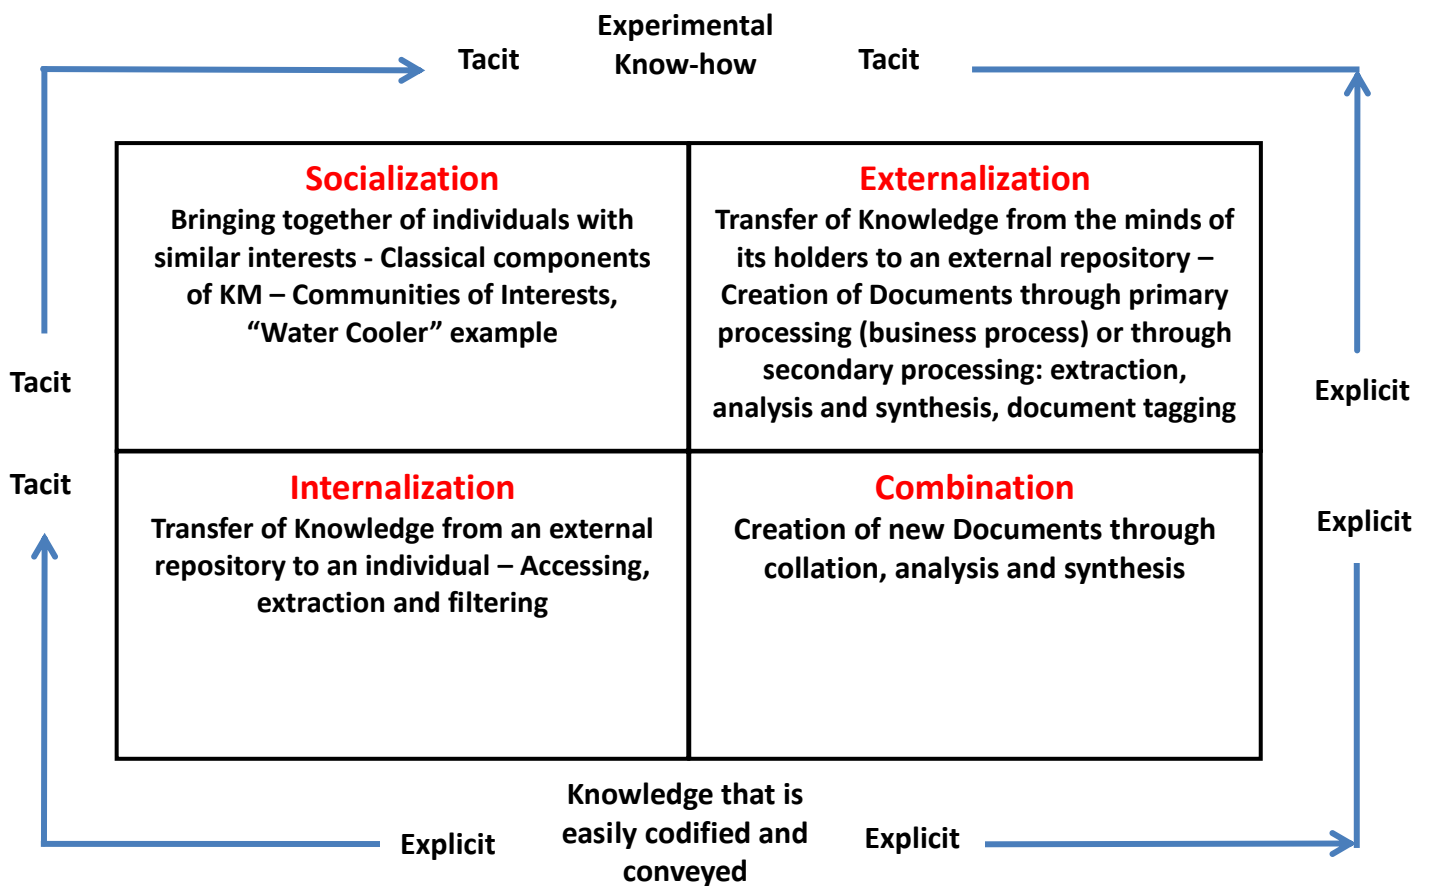 Experimental
Know-how
Tacit
Tacit
Socialization
Bringing together of individuals with
similar interests - Classical components
of KM – Communities of Interests,
“Water Cooler” example
Externalization
Transfer of Knowledge from the minds of
its holders to an external repository –
Creation of Documents through primary
processing (business process) or through
secondary processing: extraction,
analysis and synthesis, document tagging
Tacit
Explicit
Tacit
Explicit
Internalization
Transfer of Knowledge from an external
repository to an individual – Accessing,
extraction and filtering
Combination
Creation of new Documents through
collation, analysis and synthesis
Explicit
Knowledge that is
easily codified and
conveyed
Explicit